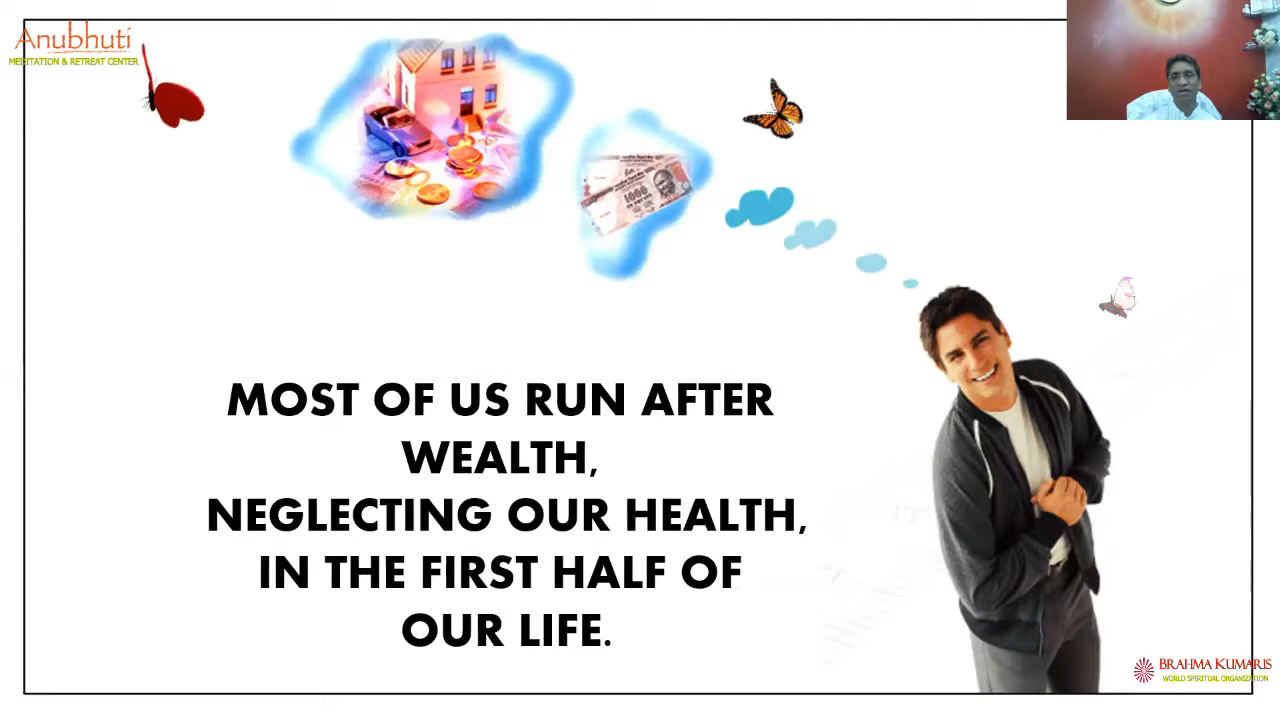 Anubhuti
MEDITATION & RETREAT CENTER
1000
MOST OF US RUN AFTER
WEALTH,
NEGLECTING OUR HEALTH,
IN THE FIRST HALF OF
OUR LIFE.
BRAHMA KUMARIS
WORLD SPIRITUAL ORGANIZATION